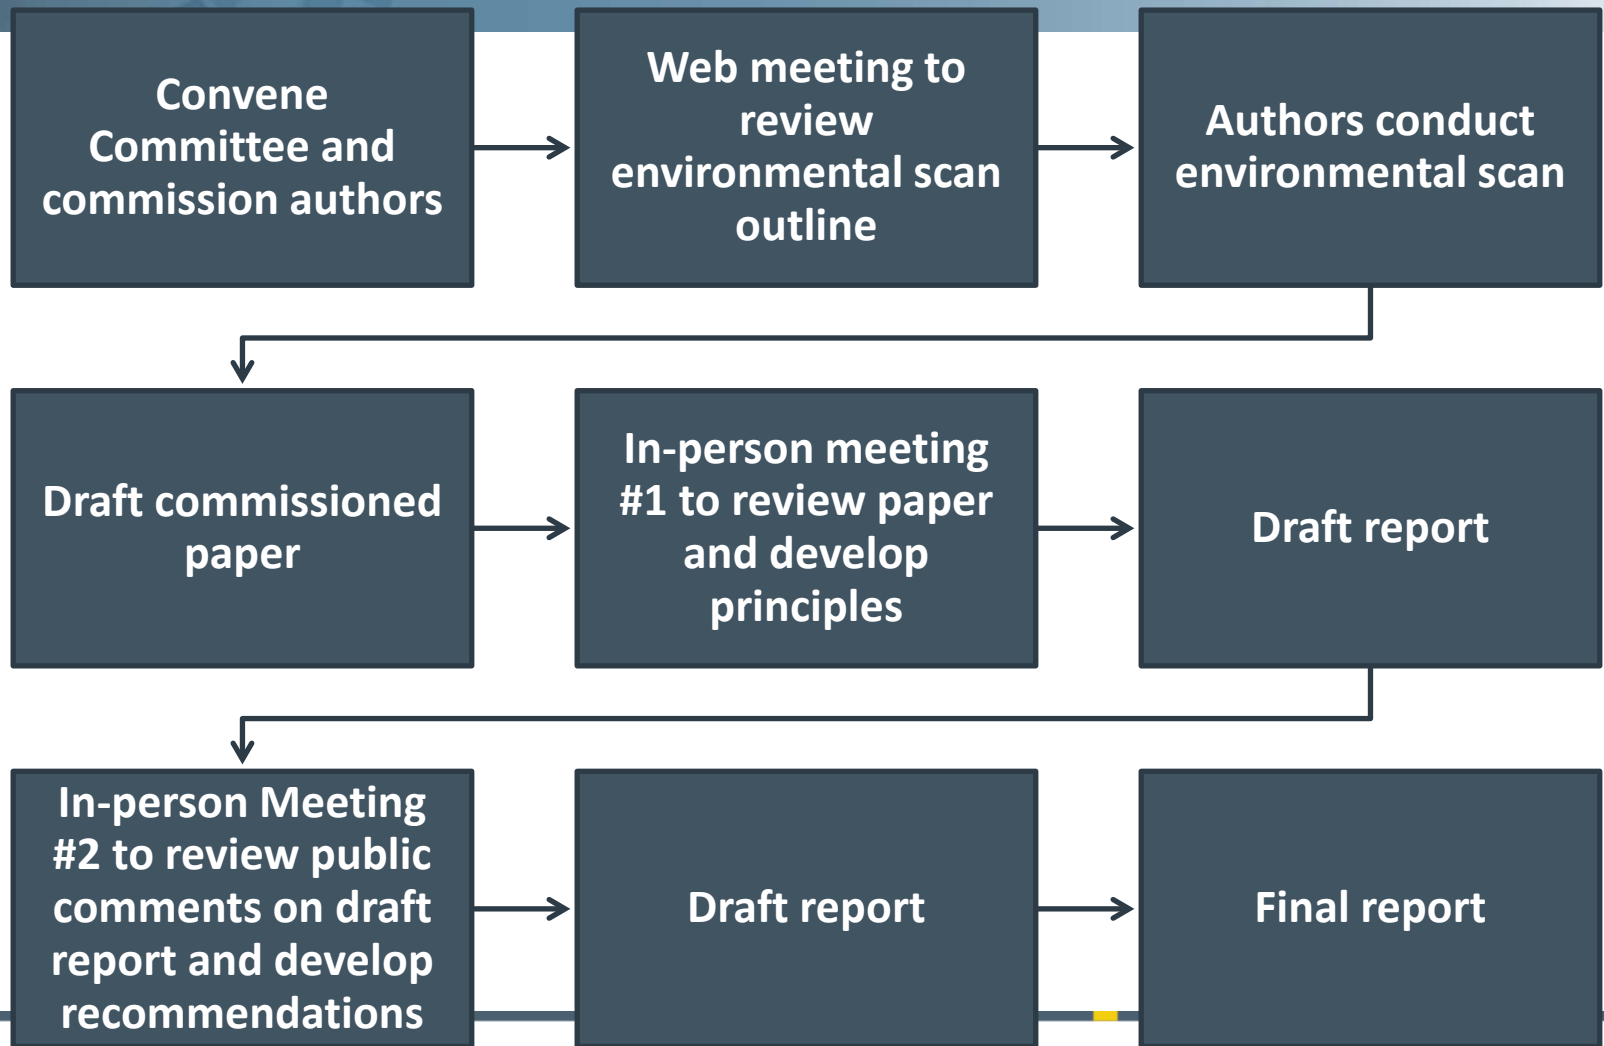 Convene
Committee and
commission authors
Web meeting to
review
environmental scan
outline
Authors conduct
environmental scan
Draft commissioned
paper
In-person meeting
#1 to review paper
and develop
principles
Draft report
In-person Meeting
#2 to review public
comments on draft
report and develop
recommendations
Draft report
Final report